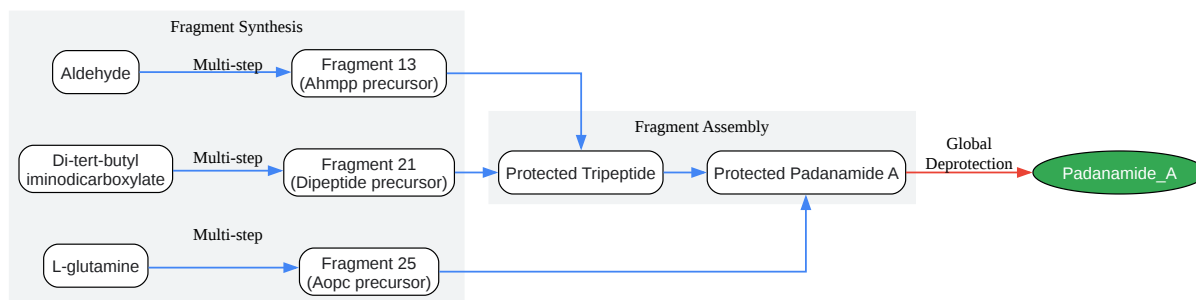 Fragment Synthesis
Aldehyde
Multi-step
Fragment 13
(Ahmpp precursor)
Di-tert-butyl
iminodicarboxylate
Multi-step
Fragment 21
(Dipeptide precursor)
L-glutamine
Multi-step
Fragment 25
(Aopc precursor)
Fragment Assembly
Protected Tripeptide
Protected Padanamide A
Global
Deprotection
Padanamide_A